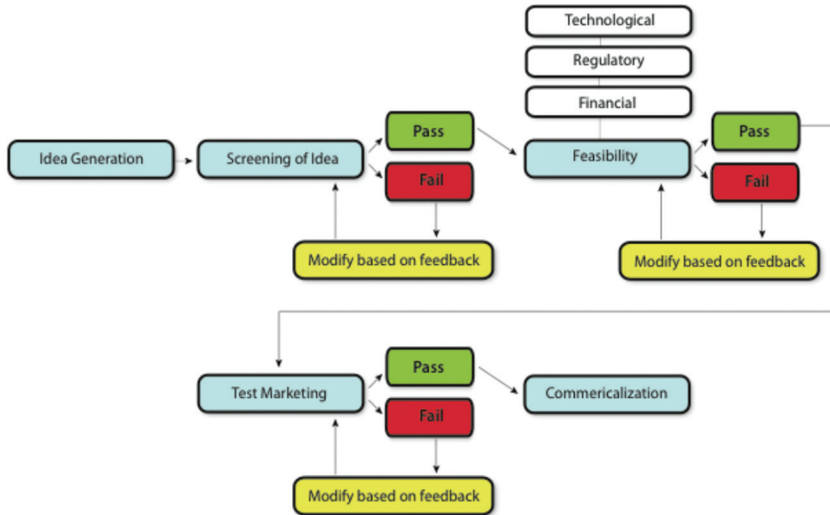 Technological
Regulatory
Financial
Idea Generation
Screening of Idea
Pass
Fail
Modify based on feedback
Feasibility
Pass
Fail
Modify based on feedback
Test Marketing
Pass
Fail
Modify based on feedback
Commericalization